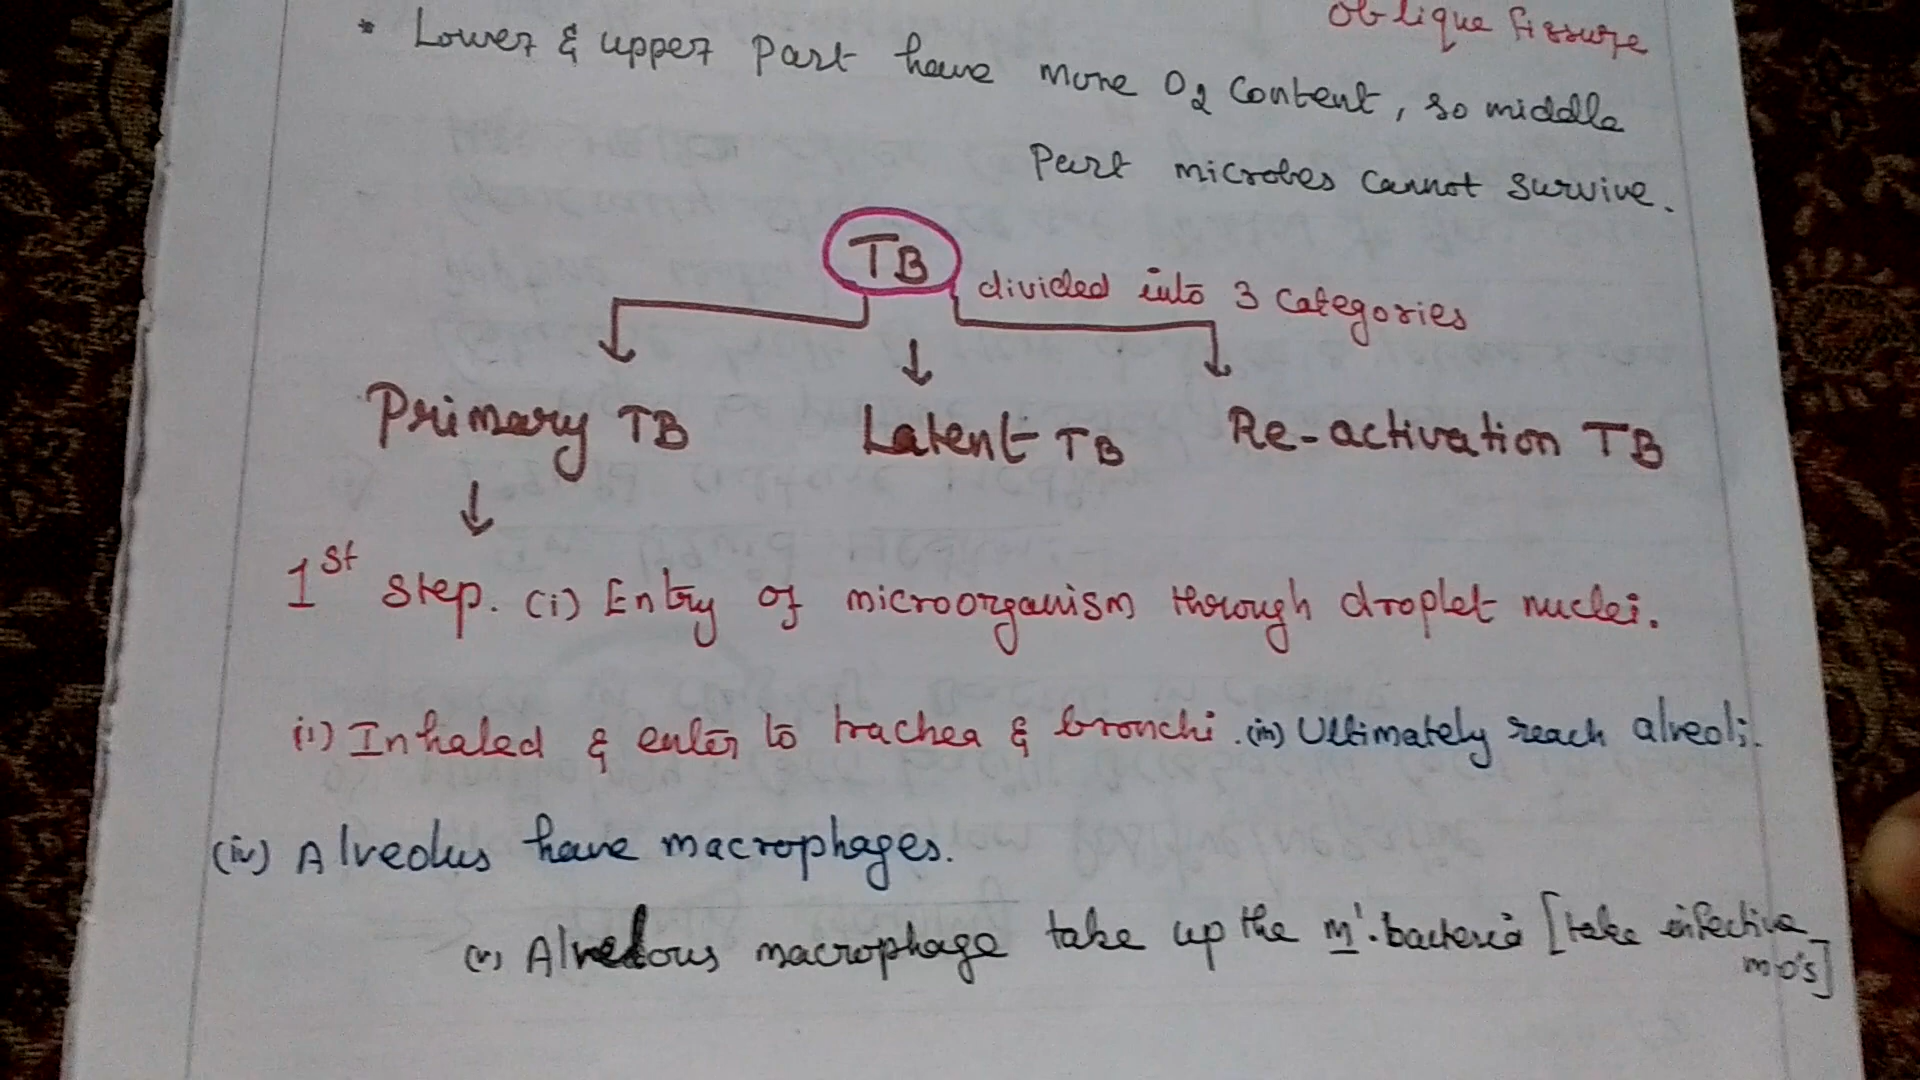 oblique fissure
* Lower & upper part have more O2 content, so middle
part microbes cannot survive.
TB
divided into 3 categories
Primary TB
Latent TB
Re-activation TB
1st step. (i) Entry of microorganism through droplet nuclei.
(ii) Inhaled & enter to trachea & bronchi. (iii) Ultimately reach alveoli.
(iv) Alveolus have macrophages.
(v) Alveolous macrophage take up the M'. bacteria [take infective
m.o's]